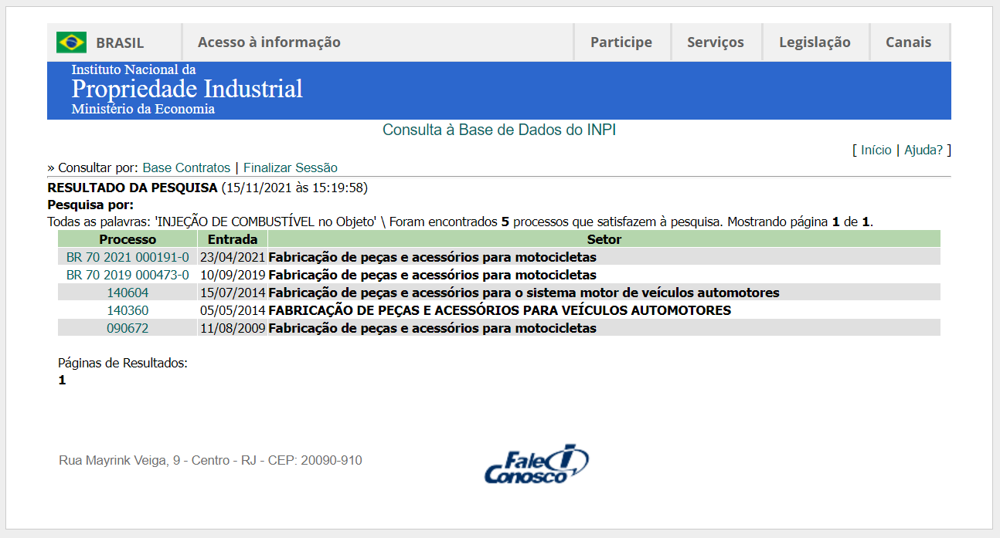 BRASIL Acesso à informação Participe Serviços Legislação Canais
Instituto Nacional da
Propriedade Industrial
Ministério da Economia
Consulta à Base de Dados do INPI
[ Início | Ajuda? ]
» Consultar por: Base Contratos | Finalizar Sessão
RESULTADO DA PESQUISA (15/11/2021 às 15:19:58)
Pesquisa por:
Todas as palavras: 'INJEÇÃO DE COMBUSTÍVEL no Objeto' \ Foram encontrados 5 processos que satisfazem à pesquisa. Mostrando página 1 de 1.
Processo Entrada Setor
BR 70 2021 000191-0 23/04/2021 Fabricação de peças e acessórios para motocicletas
BR 70 2019 000473-0 10/09/2019 Fabricação de peças e acessórios para motocicletas
140604 15/07/2014 Fabricação de peças e acessórios para o sistema motor de veículos automotores
140360 05/05/2014 FABRICAÇÃO DE PEÇAS E ACESSÓRIOS PARA VEÍCULOS AUTOMOTORES
090672 11/08/2009 Fabricação de peças e acessórios para motocicletas
Páginas de Resultados:
1
Rua Mayrink Veiga, 9 - Centro - RJ - CEP: 20090-910
Fale
Conosco